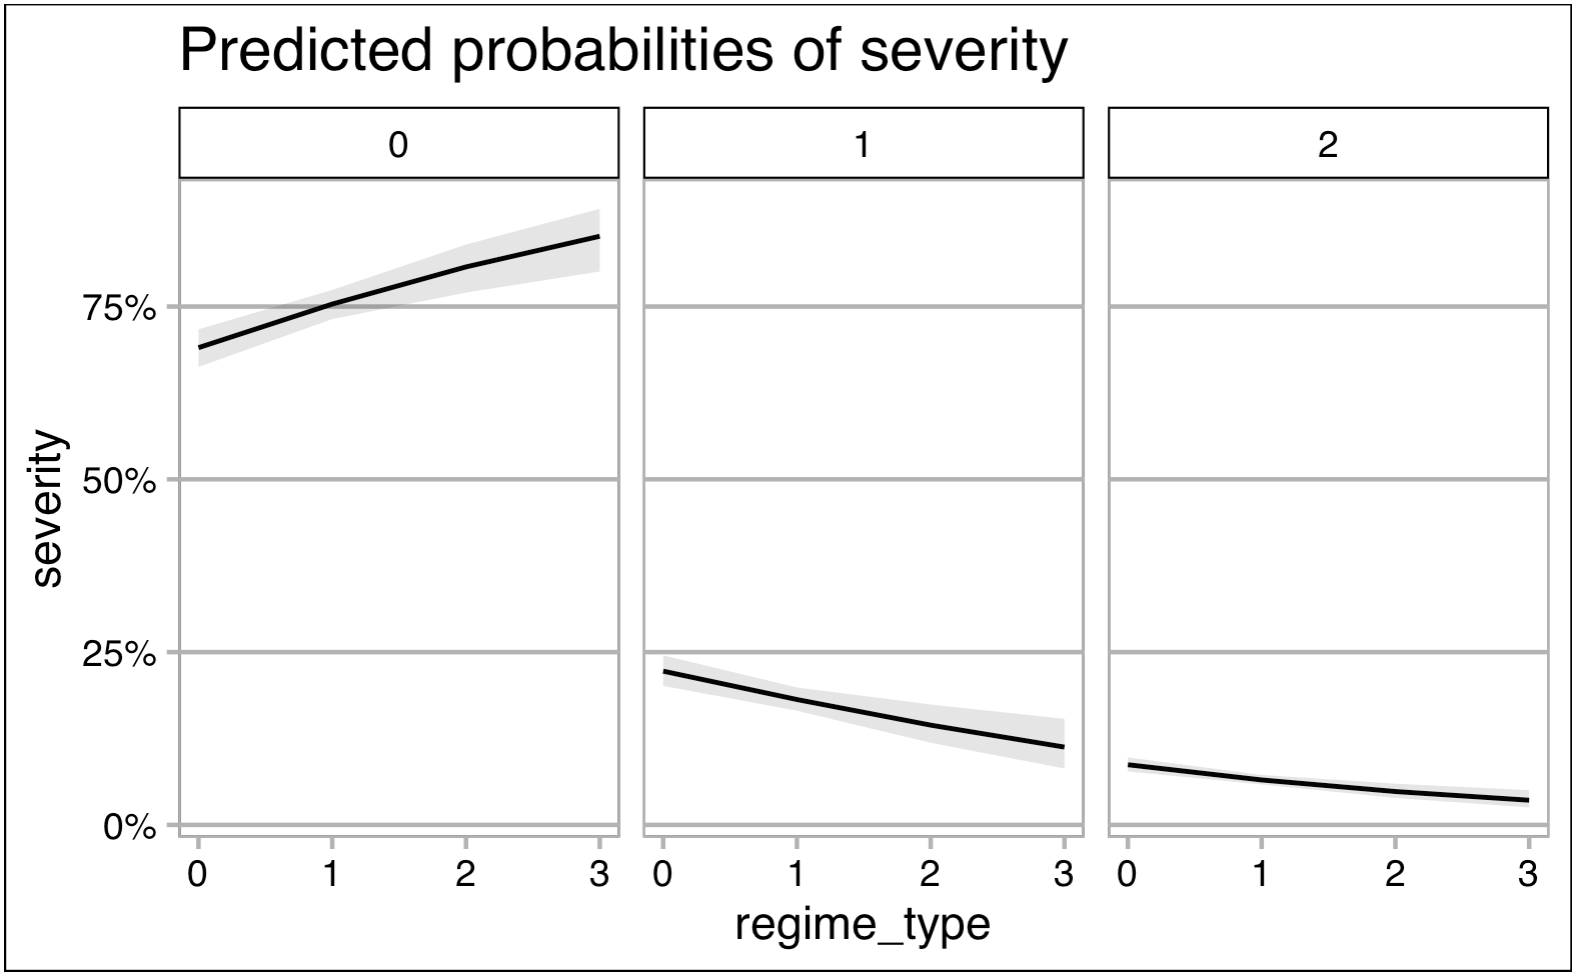 Predicted probabilities of severity
0
1
2
severity
75%
50%
25%
0%
0 1 2 3
0 1 2 3
0 1 2 3
regime_type